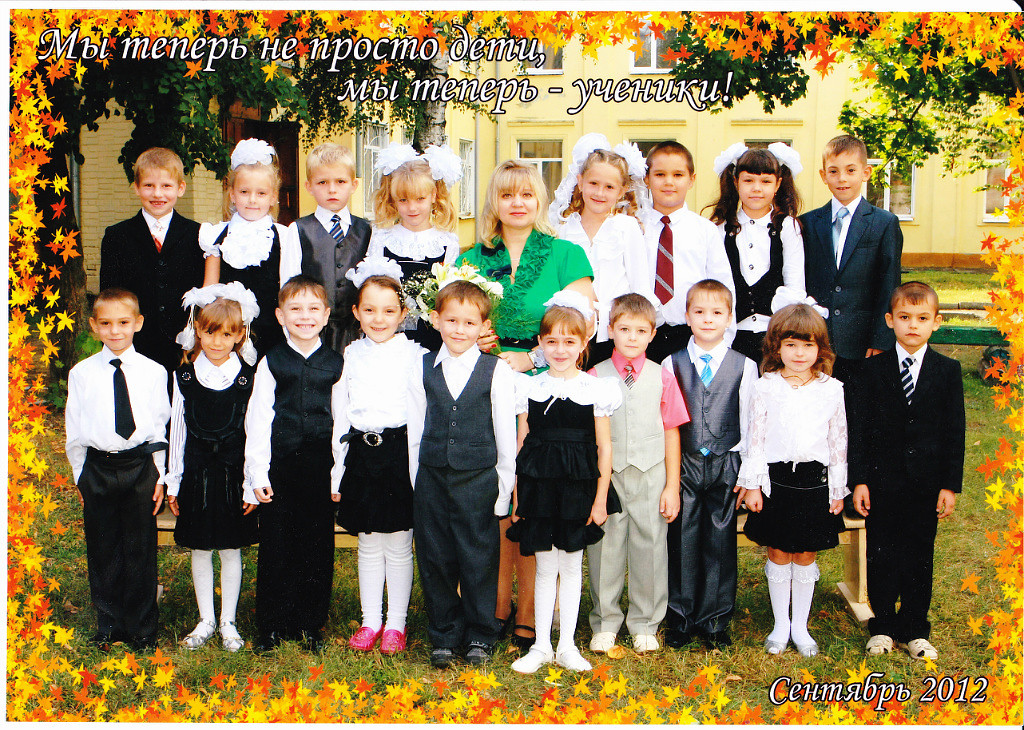 Мы теперь не просто дети,
мы теперь - ученики!
Сентябрь 2012